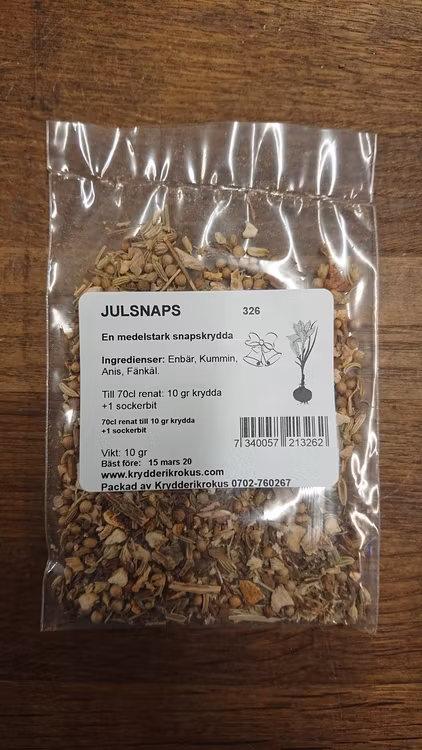 JULSNAPS 326
En medelstark snapskrydda
Ingredienser: Enbär, Kummin,
Anis, Fänkål.
Till 70cl renat: 10 gr krydda
+1 sockerbit
70cl renat till 10 gr krydda
+1 sockerbit
7 340057 213262
Vikt: 10 gr
Bäst före: 15 mars 20
www.krydderikrokus.com
Packad av Krydderikrokus 0702-760267